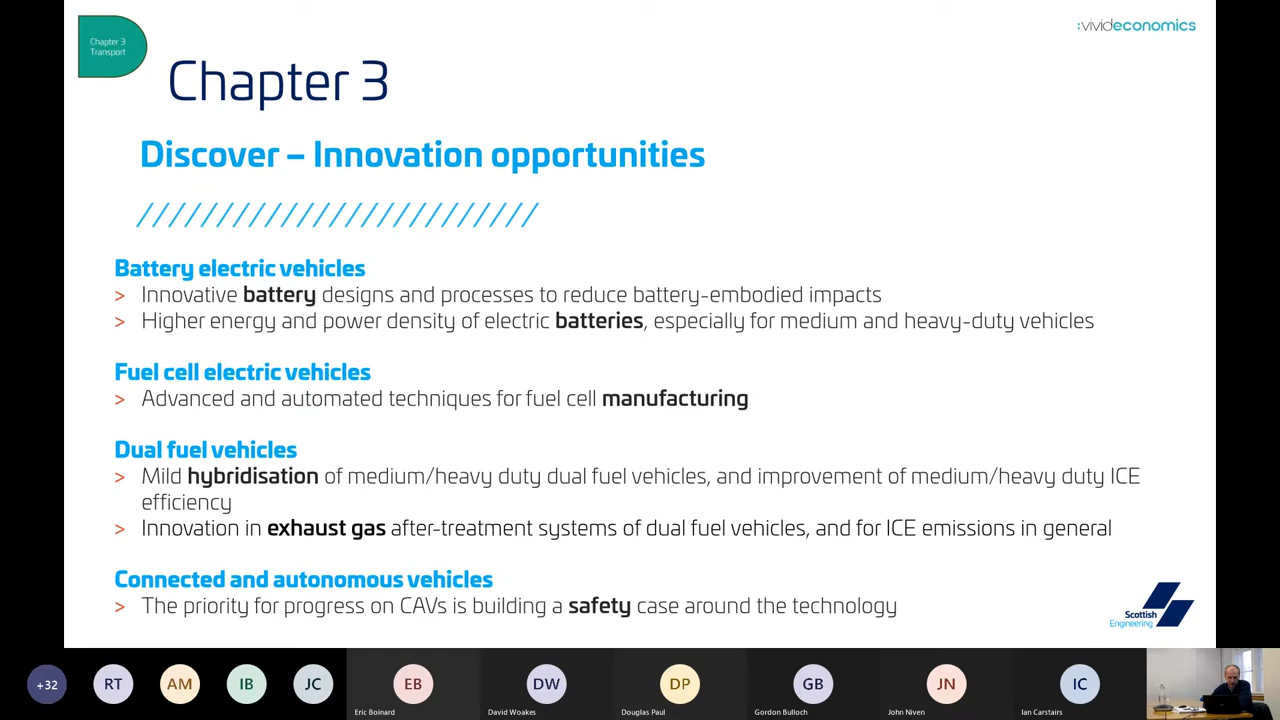 Chapter 3
Transport
:vivideconomics
Chapter 3
Discover – Innovation opportunities
Battery electric vehicles
> Innovative battery designs and processes to reduce battery-embodied impacts
> Higher energy and power density of electric batteries, especially for medium and heavy-duty vehicles
Fuel cell electric vehicles
> Advanced and automated techniques for fuel cell manufacturing
Dual fuel vehicles
> Mild hybridisation of medium/heavy duty dual fuel vehicles, and improvement of medium/heavy duty ICE
efficiency
> Innovation in exhaust gas after-treatment systems of dual fuel vehicles, and for ICE emissions in general
Connected and autonomous vehicles
> The priority for progress on CAVs is building a safety case around the technology
Scottish
Engineering
+32 RT AM IB JC EB DW DP GB JN IC
Eric Boinard David Woakes Douglas Paul Gordon Bulloch John Niven Ian Carstairs